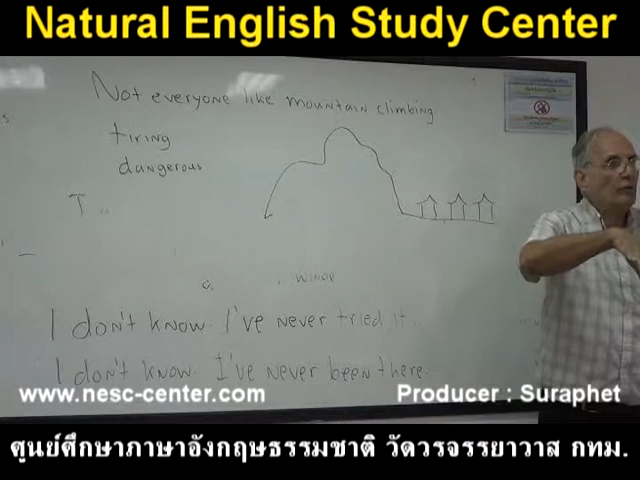 Natural English Study Center
Not everyone like mountain climbing.
tiring
dangerous
T
I don't know. I've never tried it.
I don't know. I've never been there.
www.nesc-center.com
Producer : Suraphet
ศูนย์ศึกษาภาษาอังกฤษธรรมชาติ วัดวรจรรยาวาส กทม.